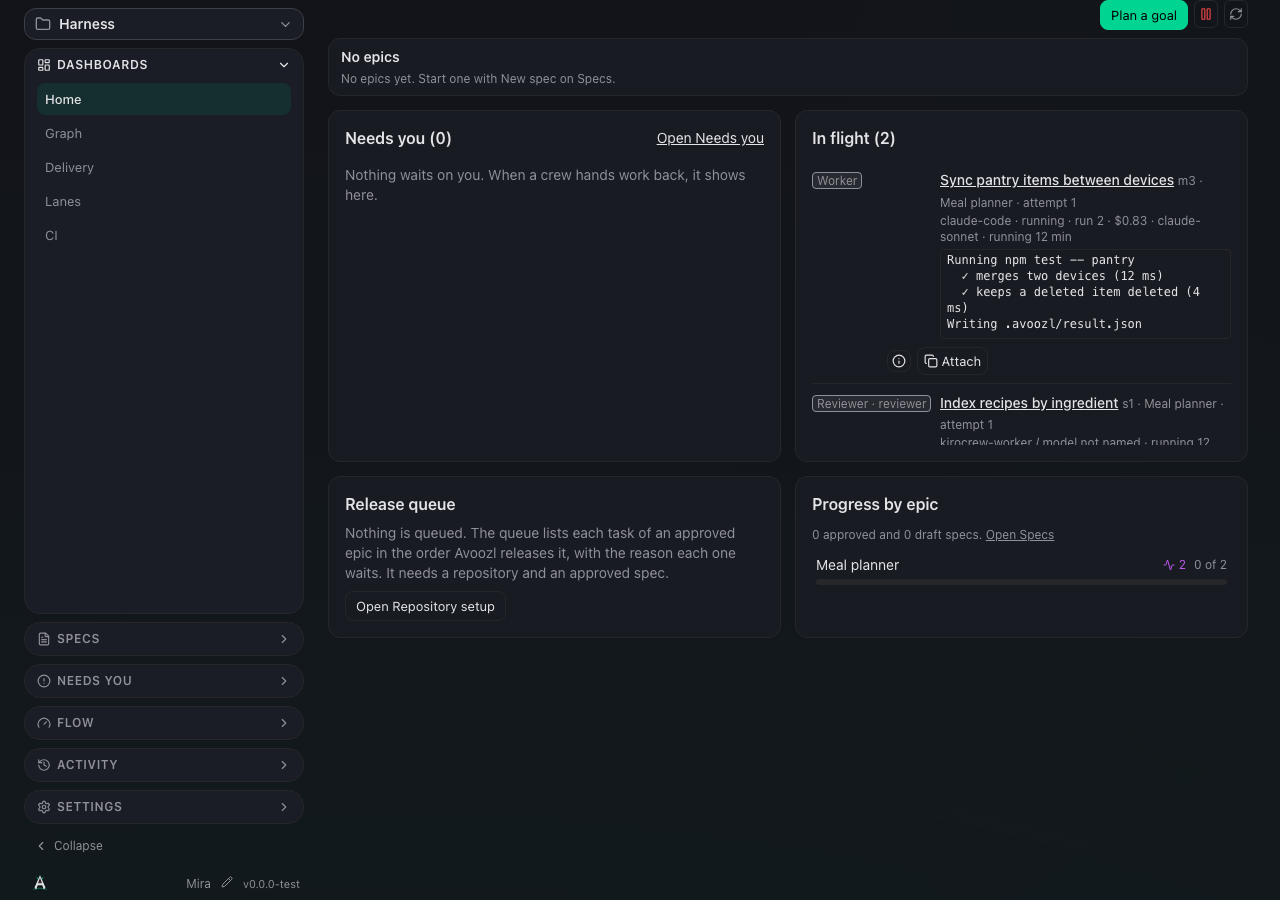 Harness
DASHBOARDS
Home
Graph
Delivery
Lanes
CI
SPECS
NEEDS YOU
FLOW
ACTIVITY
SETTINGS
Collapse
Mira v0.0.0-test
Plan a goal
No epics
No epics yet. Start one with New spec on Specs.
Needs you (0) Open Needs you
Nothing waits on you. When a crew hands work back, it shows
here.
In flight (2)
Worker Sync pantry items between devices m3 ·
Meal planner · attempt 1
claude-code · running · run 2 · $0.83 · claude-
sonnet · running 12 min
Running npm test –– pantry
✓ merges two devices (12 ms)
✓ keeps a deleted item deleted (4
ms)
Writing .avoozl/result.json
Attach
Reviewer · reviewer Index recipes by ingredient s1 · Meal planner ·
attempt 1
kirocrew-worker / model not named · running 12
Release queue
Nothing is queued. The queue lists each task of an approved
epic in the order Avoozl releases it, with the reason each one
waits. It needs a repository and an approved spec.
Open Repository setup
Progress by epic
0 approved and 0 draft specs. Open Specs
Meal planner 2 0 of 2